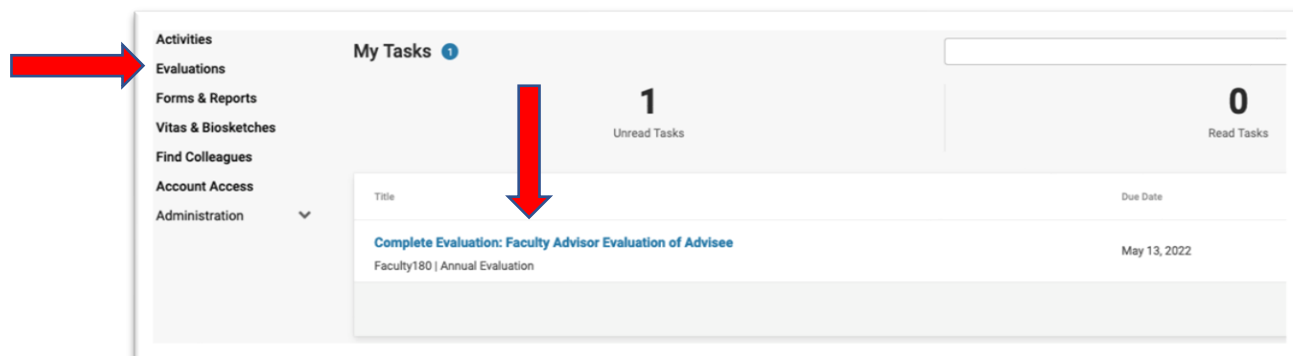 Activities
Evaluations
Forms & Reports
Vitas & Biosketches
Find Colleagues
Account Access
Administration
My Tasks 1
1
Unread Tasks
0
Read Tasks
Title
Due Date
Complete Evaluation: Faculty Advisor Evaluation of Advisee
May 13, 2022
Faculty180 | Annual Evaluation